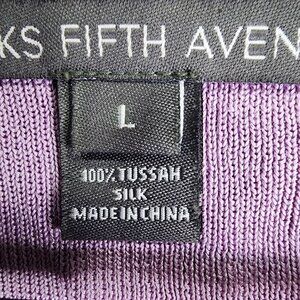 KS FIFTH AVEN
L
100% TUSSAH
SILK
MADE IN CHINA